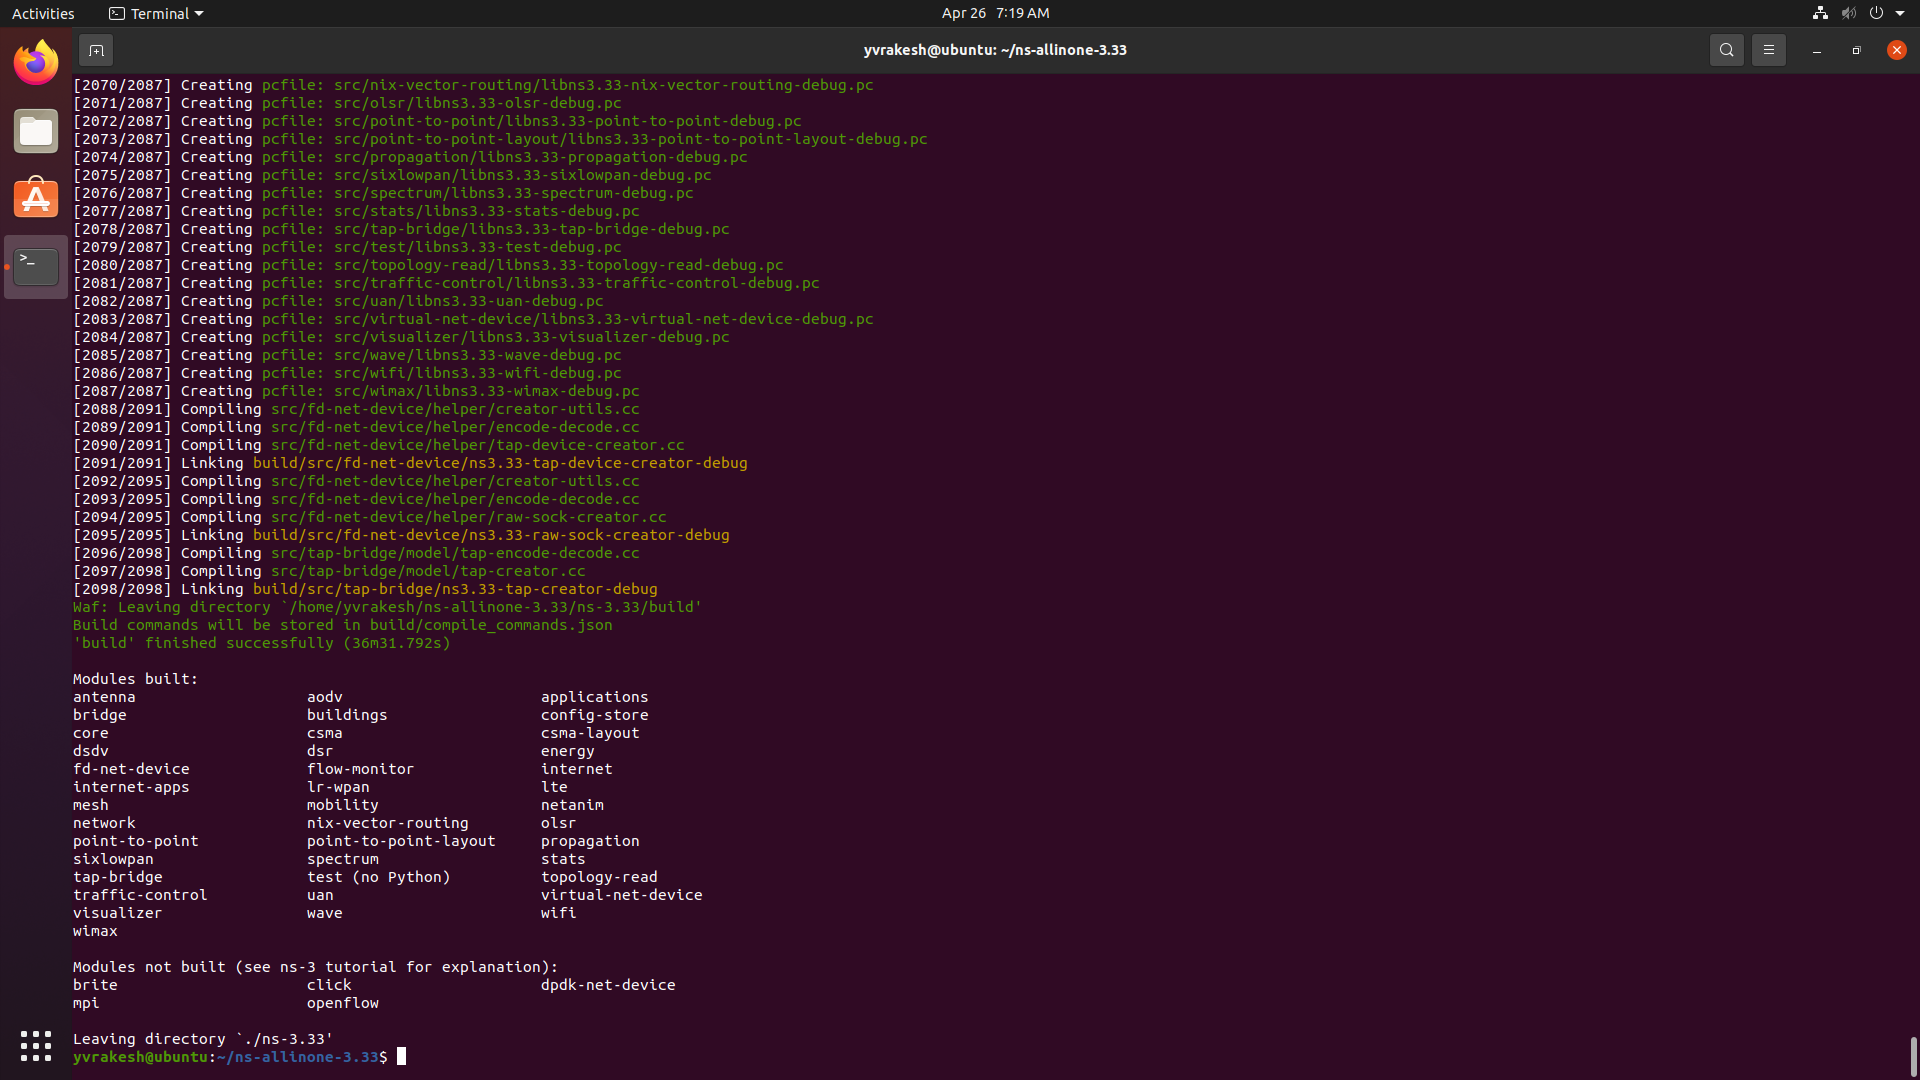 Activities Terminal Apr 26 7:19 AM
yvrakesh@ubuntu: ~/ns-allinone-3.33
[2070/2087] Creating pcfile: src/nix-vector-routing/libns3.33-nix-vector-routing-debug.pc
[2071/2087] Creating pcfile: src/olsr/libns3.33-olsr-debug.pc
[2072/2087] Creating pcfile: src/point-to-point/libns3.33-point-to-point-debug.pc
[2073/2087] Creating pcfile: src/point-to-point-layout/libns3.33-point-to-point-layout-debug.pc
[2074/2087] Creating pcfile: src/propagation/libns3.33-propagation-debug.pc
[2075/2087] Creating pcfile: src/sixlowpan/libns3.33-sixlowpan-debug.pc
[2076/2087] Creating pcfile: src/spectrum/libns3.33-spectrum-debug.pc
[2077/2087] Creating pcfile: src/stats/libns3.33-stats-debug.pc
[2078/2087] Creating pcfile: src/tap-bridge/libns3.33-tap-bridge-debug.pc
[2079/2087] Creating pcfile: src/test/libns3.33-test-debug.pc
[2080/2087] Creating pcfile: src/topology-read/libns3.33-topology-read-debug.pc
[2081/2087] Creating pcfile: src/traffic-control/libns3.33-traffic-control-debug.pc
[2082/2087] Creating pcfile: src/uan/libns3.33-uan-debug.pc
[2083/2087] Creating pcfile: src/virtual-net-device/libns3.33-virtual-net-device-debug.pc
[2084/2087] Creating pcfile: src/visualizer/libns3.33-visualizer-debug.pc
[2085/2087] Creating pcfile: src/wave/libns3.33-wave-debug.pc
[2086/2087] Creating pcfile: src/wifi/libns3.33-wifi-debug.pc
[2087/2087] Creating pcfile: src/wimax/libns3.33-wimax-debug.pc
[2088/2091] Compiling src/fd-net-device/helper/creator-utils.cc
[2089/2091] Compiling src/fd-net-device/helper/encode-decode.cc
[2090/2091] Compiling src/fd-net-device/helper/tap-device-creator.cc
[2091/2091] Linking build/src/fd-net-device/ns3.33-tap-device-creator-debug
[2092/2095] Compiling src/fd-net-device/helper/creator-utils.cc
[2093/2095] Compiling src/fd-net-device/helper/encode-decode.cc
[2094/2095] Compiling src/fd-net-device/helper/raw-sock-creator.cc
[2095/2095] Linking build/src/fd-net-device/ns3.33-raw-sock-creator-debug
[2096/2098] Compiling src/tap-bridge/model/tap-encode-decode.cc
[2097/2098] Compiling src/tap-bridge/model/tap-creator.cc
[2098/2098] Linking build/src/tap-bridge/ns3.33-tap-creator-debug
Waf: Leaving directory `/home/yvrakesh/ns-allinone-3.33/ns-3.33/build'
Build commands will be stored in build/compile_commands.json
'build' finished successfully (36m31.792s)
Modules built:
antenna aodv applications
bridge buildings config-store
core csma csma-layout
dsdv dsr energy
fd-net-device flow-monitor internet
internet-apps lr-wpan lte
mesh mobility netanim
network nix-vector-routing olsr
point-to-point point-to-point-layout propagation
sixlowpan spectrum stats
tap-bridge test (no Python) topology-read
traffic-control uan virtual-net-device
visualizer wave wifi
wimax
Modules not built (see ns-3 tutorial for explanation):
brite click dpdk-net-device
mpi openflow
Leaving directory `./ns-3.33'
yvrakesh@ubuntu:~/ns-allinone-3.33$